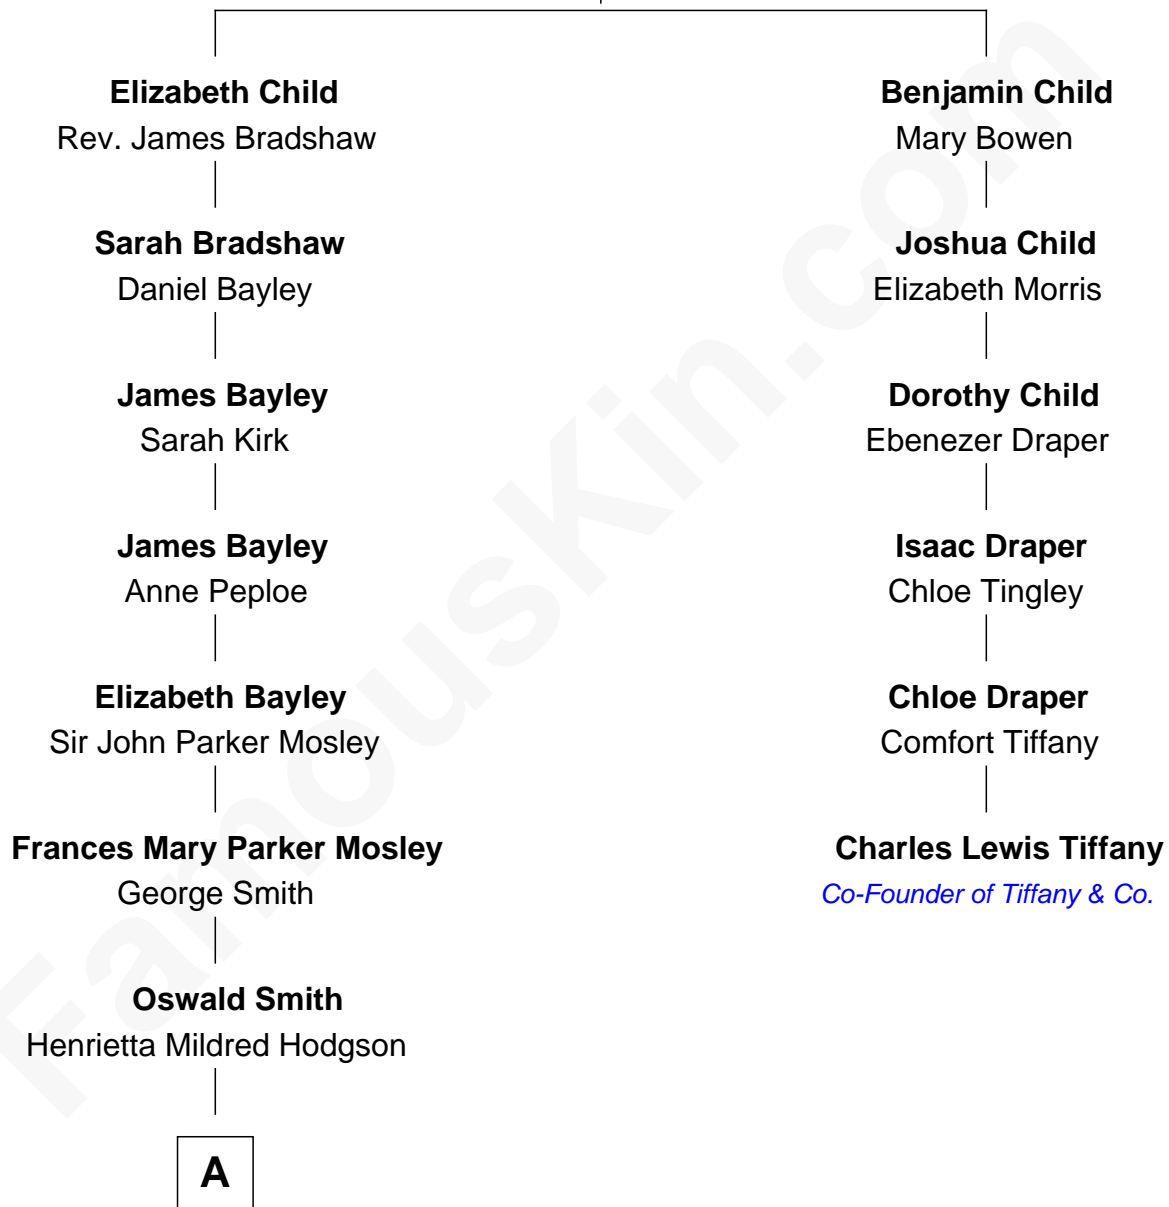 Elizabeth Child
Rev. James Bradshaw
Sarah Bradshaw
Daniel Bayley
James Bayley
Sarah Kirk
James Bayley
Anne Peploe
Elizabeth Bayley
Sir John Parker Mosley
Frances Mary Parker Mosley
George Smith
Oswald Smith
Henrietta Mildred Hodgson
A
Benjamin Child
Mary Bowen
Joshua Child
Elizabeth Morris
Dorothy Child
Ebenezer Draper
Isaac Draper
Chloe Tingley
Chloe Draper
Comfort Tiffany
Charles Lewis Tiffany
Co-Founder of Tiffany & Co.
FamousKin.com